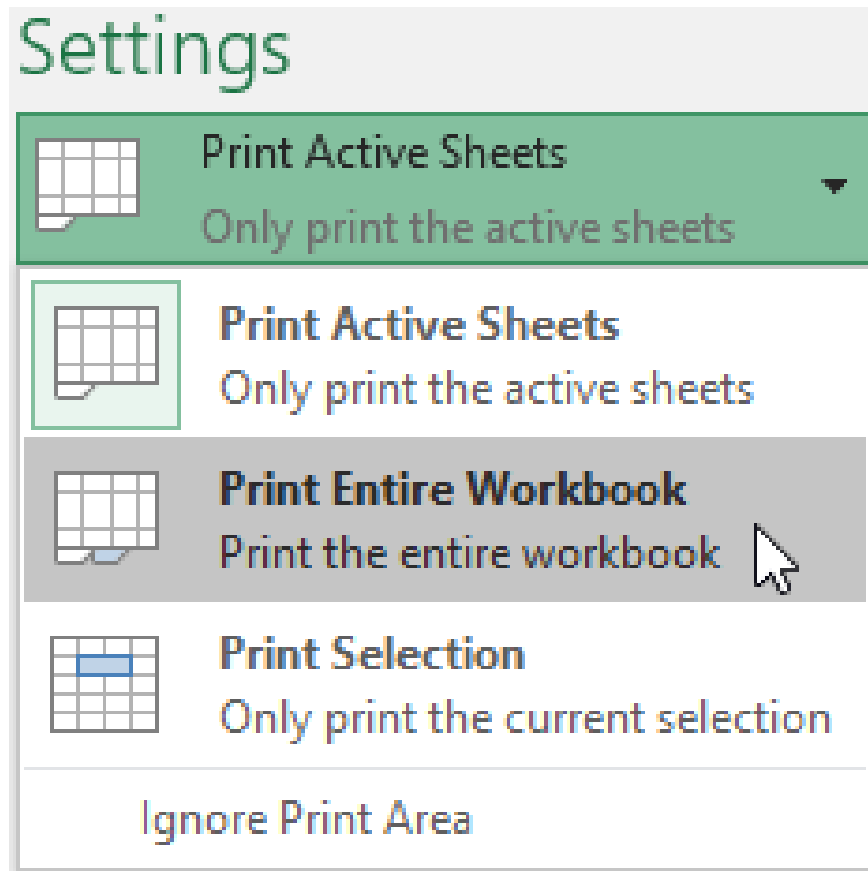 Settings
Print Active Sheets
Only print the active sheets
Print Active Sheets
Only print the active sheets
Print Entire Workbook
Print the entire workbook
Print Selection
Only print the current selection
Ignore Print Area